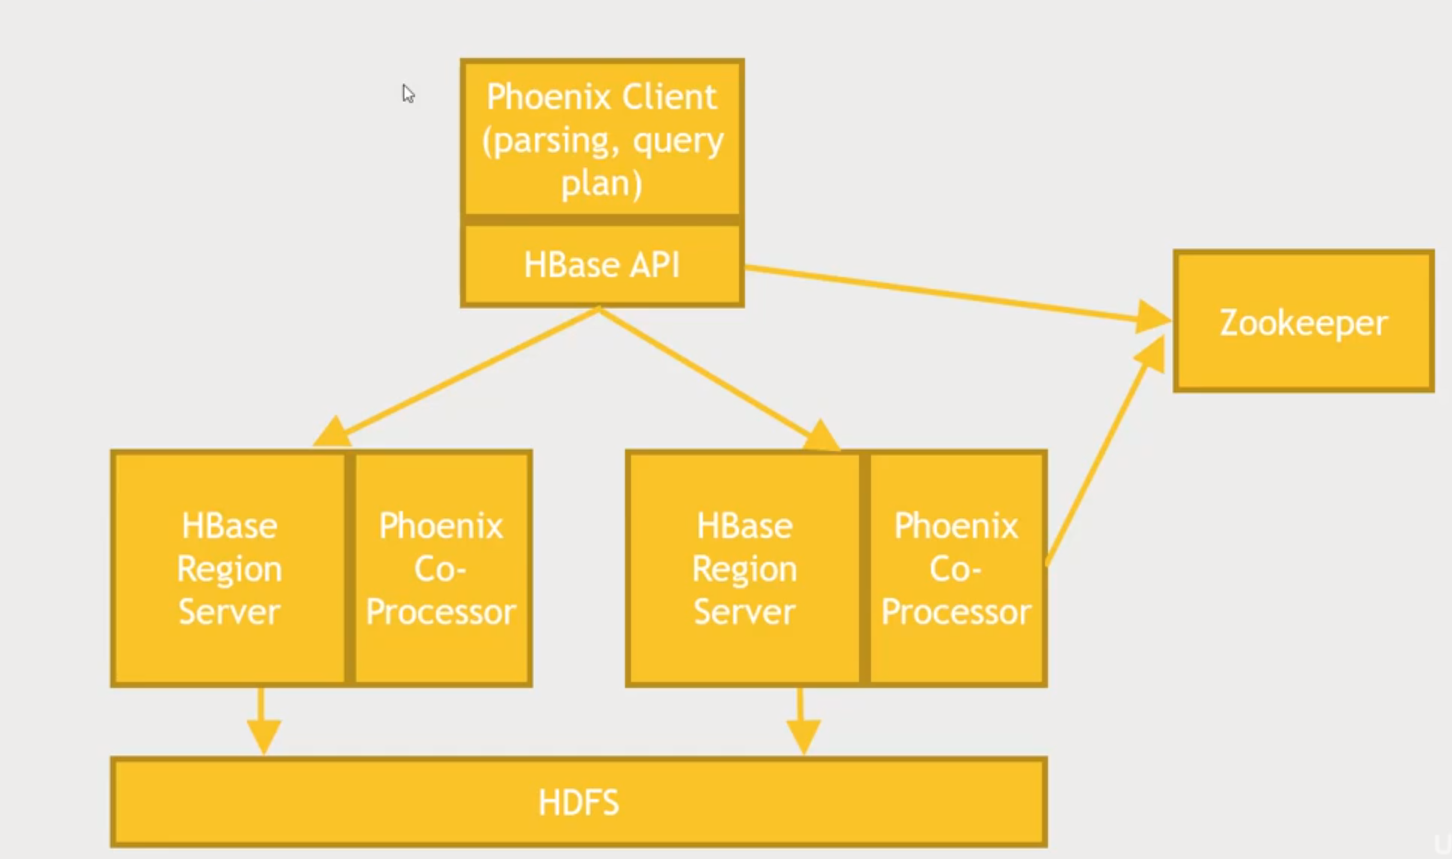 Phoenix Client
(parsing, query
plan)
HBase API
Zookeeper
HBase
Region
Server
Phoenix
Co-
Processor
HBase
Region
Server
Phoenix
Co-
Processor
HDFS